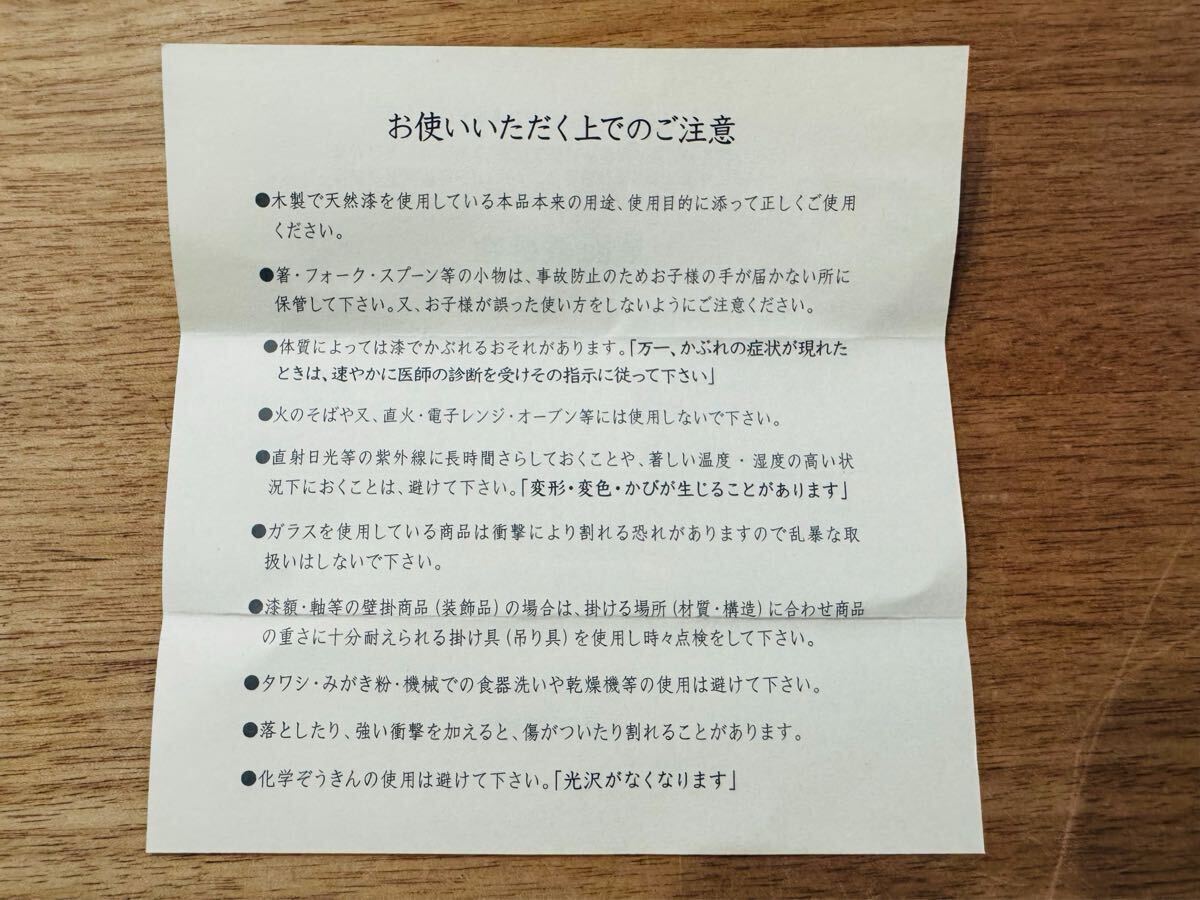 お使いいただく上でのご注意
●木製で天然漆を使用している本品本来の用途、使用目的に添って正しくご使用
ください。
●箸・フォーク・スプーン等の小物は、事故防止のためお子様の手が届かない所に
保管して下さい。又、お子様が誤った使い方をしないようにご注意ください。
●体質によっては漆でかぶれるおそれがあります。「万一、かぶれの症状が現れた
ときは、速やかに医師の診断を受けその指示に従って下さい」
●火のそばや又、直火・電子レンジ・オーブン等には使用しないで下さい。
●直射日光等の紫外線に長時間さらしておくことや、著しい温度・湿度の高い状
況下におくことは、避けて下さい。「変形・変色・かびが生じることがあります」
●ガラスを使用している商品は衝撃により割れる恐れがありますので乱暴な取
扱いはしないで下さい。
●漆額・軸等の壁掛商品(装飾品)の場合は、掛ける場所(材質・構造)に合わせ商品
の重さに十分耐えられる掛け具(吊り具)を使用し時々点検をして下さい。
●タワシ・みがき粉・機械での食器洗いや乾燥機等の使用は避けて下さい。
●落としたり、強い衝撃を加えると、傷がついたり割れることがあります。
●化学ぞうきんの使用は避けて下さい。「光沢がなくなります」